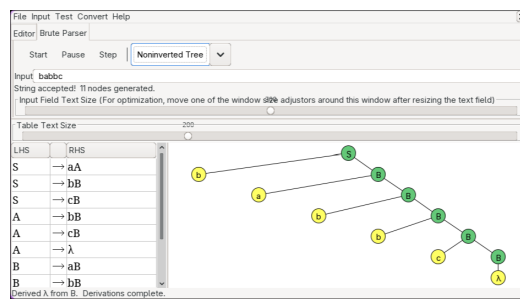 File Input Test Convert Help
Editor Brute Parser
Start Pause Step Noninverted Tree
Input babbc
String accepted! 11 nodes generated.
Input Field Text Size (For optimization, move one of the window size adjustors around this window after resizing the text field)
Table Text Size
200
LHS RHS
S → aA
S → bB
S → cB
A → bB
A → cB
A → λ
B → aB
B → bB
S
b B
a B
b B
b B
c B
λ
Derived λ from B. Derivations complete.